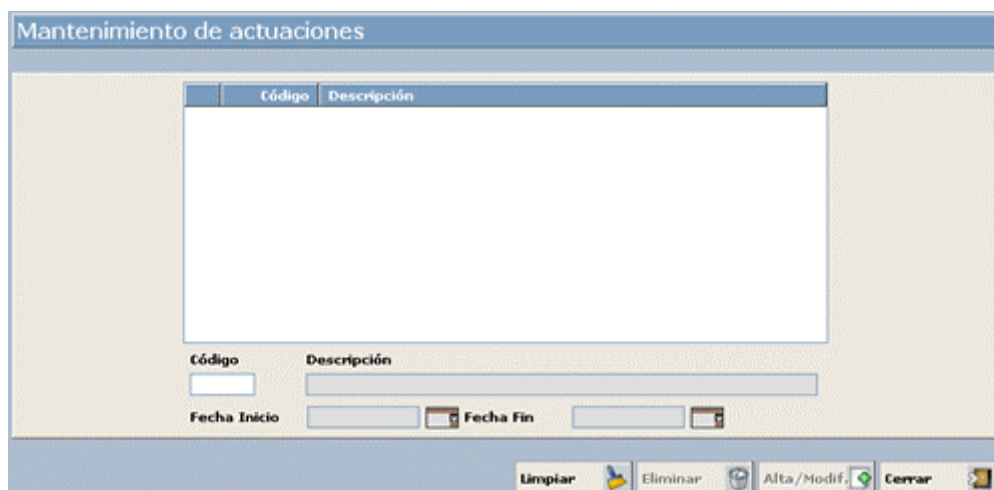 Mantenimiento de actuaciones
Código Descripción
Código Descripción
Fecha Inicio Fecha Fin
Limpiar Eliminar Alta/Modif. Cerrar